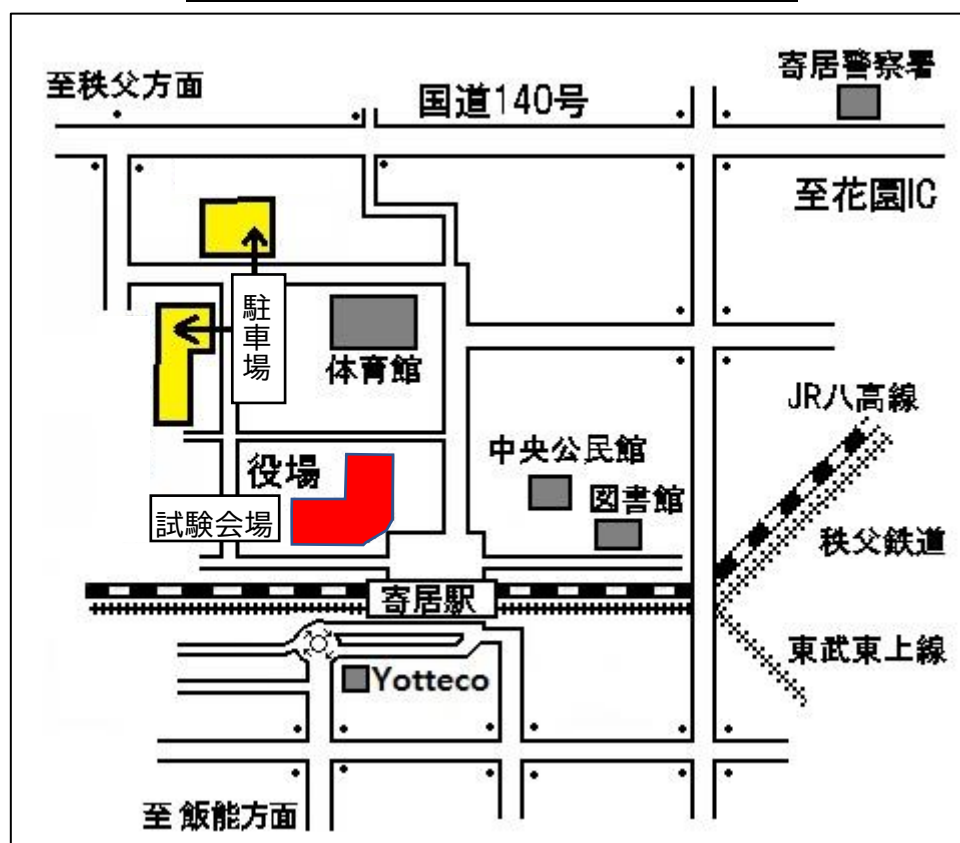 寄居警察署
至秩父方面
国道140号
至花園IC
駐車場
体育館
JR八高線
中央公民館
役場
図書館
試験会場
秩父鉄道
寄居駅
東武東上線
Yotteco
至飯能方面